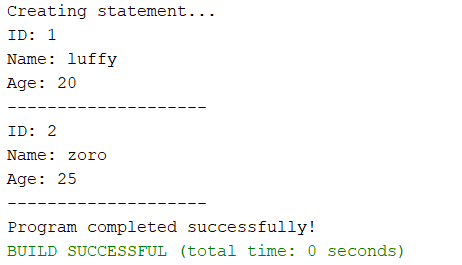 Creating statement...
ID: 1
Name: luffy
Age: 20
--------------------
ID: 2
Name: zoro
Age: 25
--------------------
Program completed successfully!
BUILD SUCCESSFUL (total time: 0 seconds)